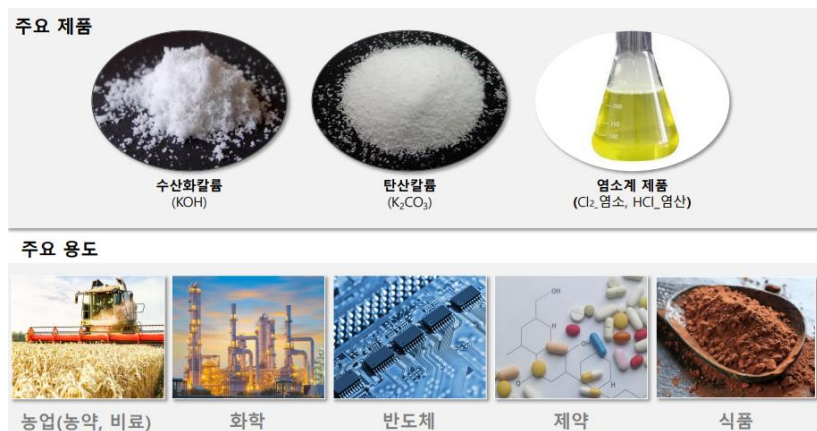 주요 제품
수산화칼륨
(KOH)
탄산칼륨
(K₂CO₃)
염소계 제품
(Cl₂_염소, HCl_염산)
주요 용도
OH
H
OH
H
O
농업(농약, 비료)
화학
반도체
제약
식품